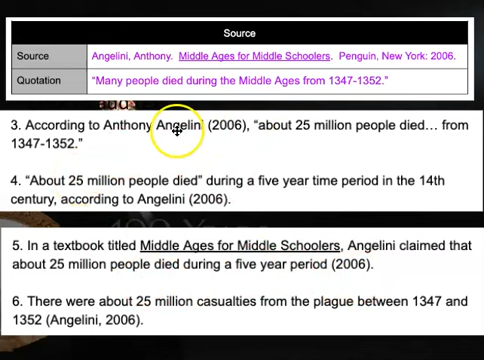 Source
Source Angelini, Anthony. Middle Ages for Middle Schoolers. Penguin, New York: 2006.
Quotation "Many people died during the Middle Ages from 1347-1352."
3. According to Anthony Angelini (2006), "about 25 million people died… from
1347-1352."
4. "About 25 million people died" during a five year time period in the 14th
century, according to Angelini (2006).
5. In a textbook titled Middle Ages for Middle Schoolers, Angelini claimed that
about 25 million people died during a five year period (2006).
6. There were about 25 million casualties from the plague between 1347 and
1352 (Angelini, 2006).